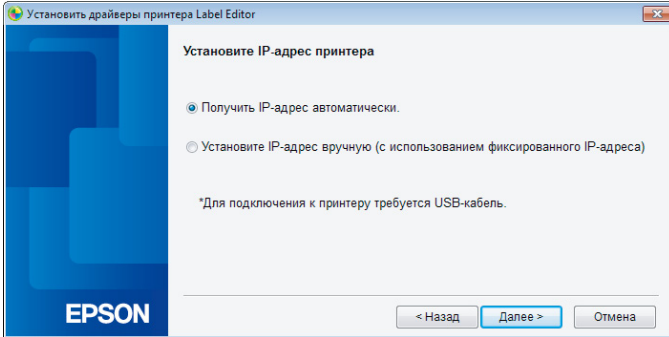 Установить драйверы принтера Label Editor
Установите IP-адрес принтера
Получить IP-адрес автоматически.
Установите IP-адрес вручную (с использованием фиксированного IP-адреса)
*Для подключения к принтеру требуется USB-кабель.
EPSON
< Назад
Далее >
Отмена